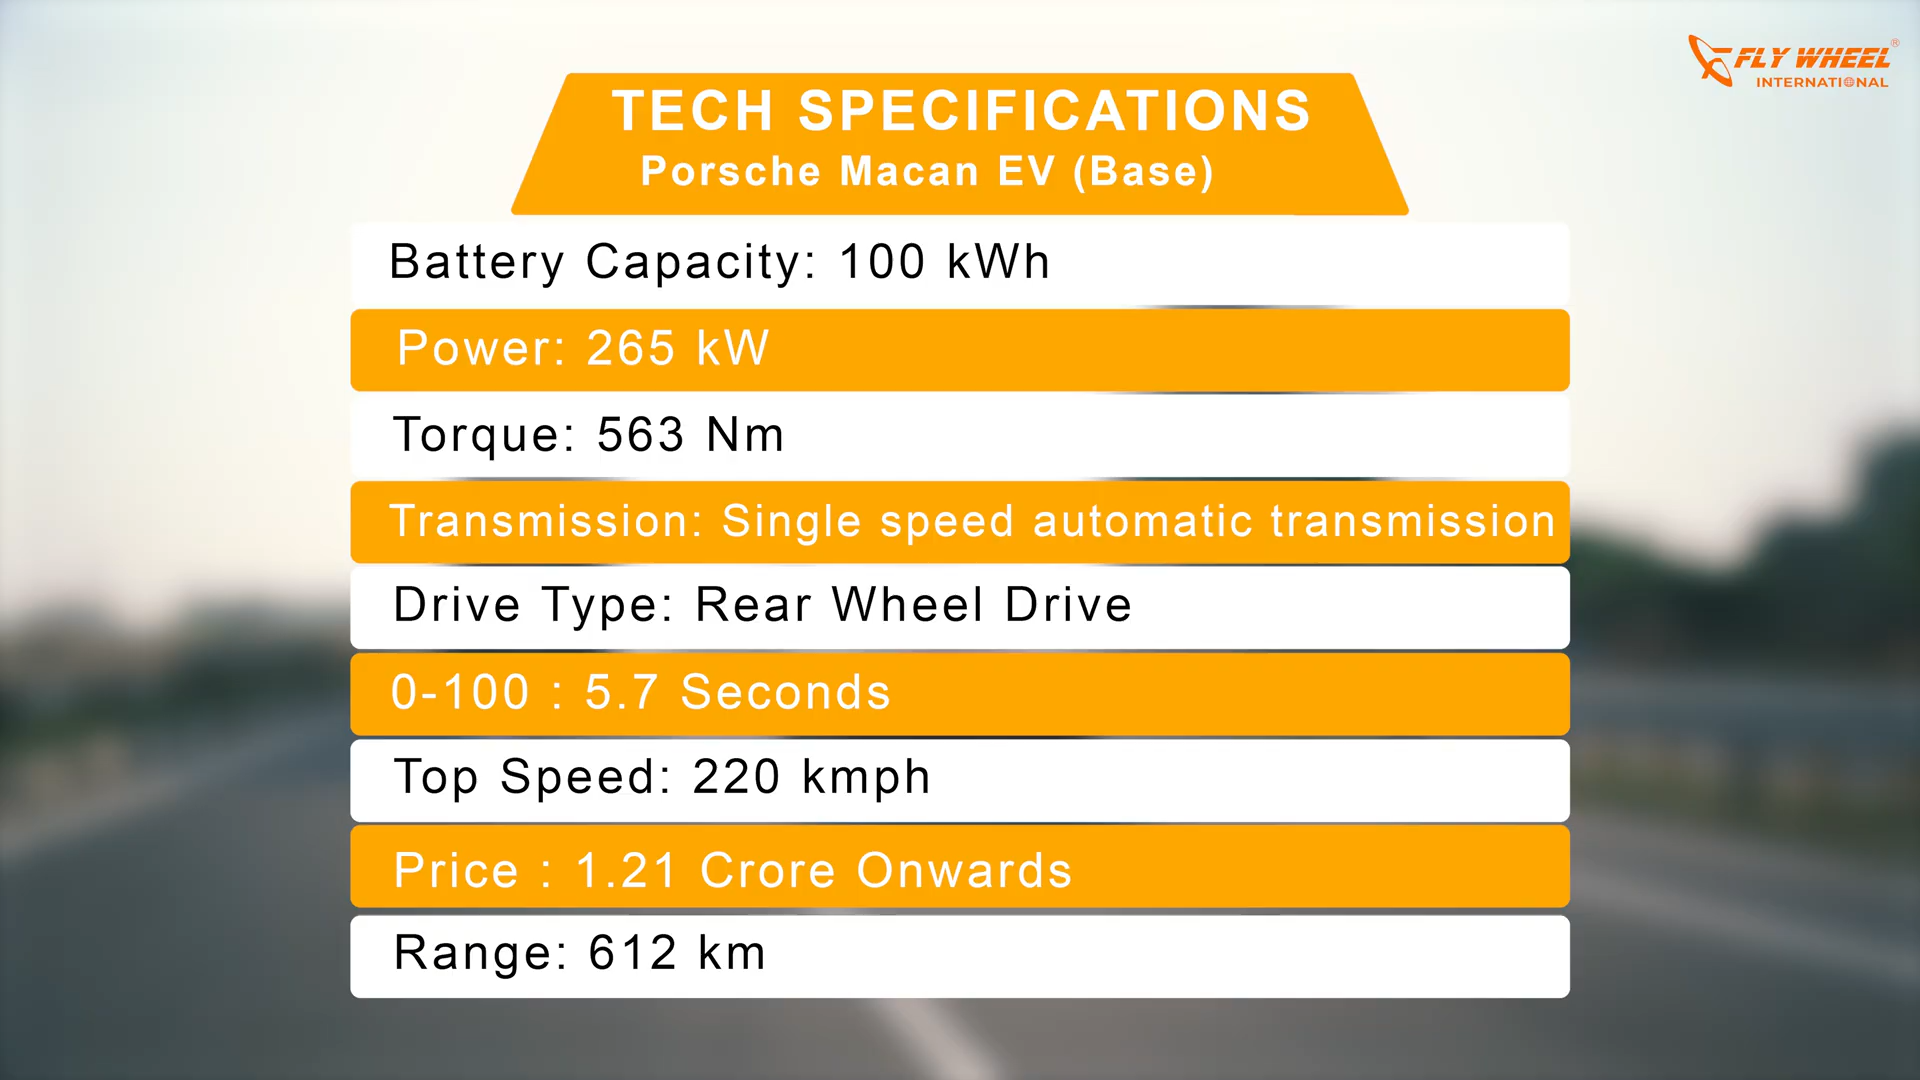 FLY WHEEL®
INTERNATIONAL
TECH SPECIFICATIONS
Porsche Macan EV (Base)
Battery Capacity: 100 kWh
Power: 265 kW
Torque: 563 Nm
Transmission: Single speed automatic transmission
Drive Type: Rear Wheel Drive
0-100 : 5.7 Seconds
Top Speed: 220 kmph
Price : 1.21 Crore Onwards
Range: 612 km